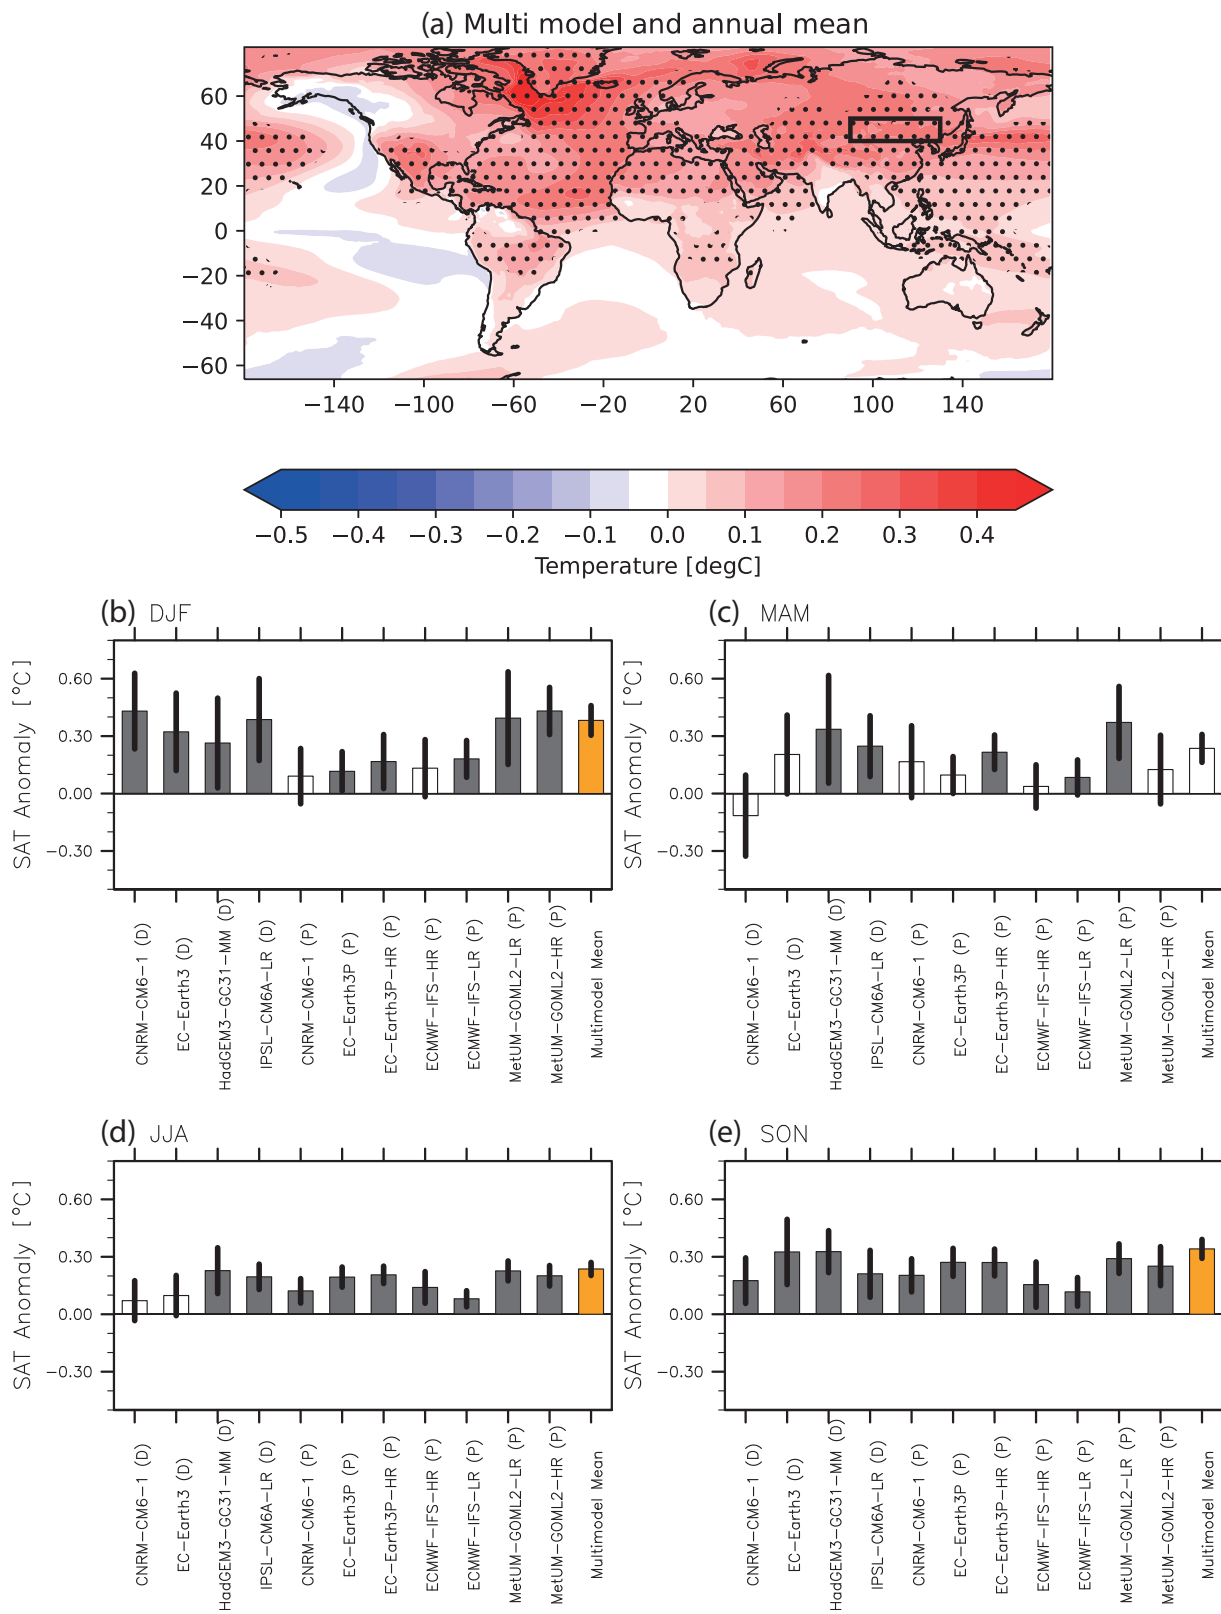 (a) Multi model and annual mean
60
40
20
0
−20
−40
−60
−140 −100 −60 −20 20 60 100 140
−0.5 −0.4 −0.3 −0.2 −0.1 0.0 0.1 0.2 0.3 0.4
Temperature [degC]
(b) DJF
SAT Anomaly [°C]
0.60
0.30
0.00
−0.30
CNRM−CM6−1 (D)
EC−Earth3 (D)
HadGEM3−GC31−MM (D)
IPSL−CM6A−LR (D)
CNRM−CM6−1 (P)
EC−Earth3P (P)
EC−Earth3P−HR (P)
ECMWF−IFS−HR (P)
ECMWF−IFS−LR (P)
MetUM−GOML2−LR (P)
MetUM−GOML2−HR (P)
Multimodel Mean
(c) MAM
SAT Anomaly [°C]
0.60
0.30
0.00
−0.30
CNRM−CM6−1 (D)
EC−Earth3 (D)
HadGEM3−GC31−MM (D)
IPSL−CM6A−LR (D)
CNRM−CM6−1 (P)
EC−Earth3P (P)
EC−Earth3P−HR (P)
ECMWF−IFS−HR (P)
ECMWF−IFS−LR (P)
MetUM−GOML2−LR (P)
MetUM−GOML2−HR (P)
Multimodel Mean
(d) JJA
SAT Anomaly [°C]
0.60
0.30
0.00
−0.30
CNRM−CM6−1 (D)
EC−Earth3 (D)
HadGEM3−GC31−MM (D)
IPSL−CM6A−LR (D)
CNRM−CM6−1 (P)
EC−Earth3P (P)
EC−Earth3P−HR (P)
ECMWF−IFS−HR (P)
ECMWF−IFS−LR (P)
MetUM−GOML2−LR (P)
MetUM−GOML2−HR (P)
Multimodel Mean
(e) SON
SAT Anomaly [°C]
0.60
0.30
0.00
−0.30
CNRM−CM6−1 (D)
EC−Earth3 (D)
HadGEM3−GC31−MM (D)
IPSL−CM6A−LR (D)
CNRM−CM6−1 (P)
EC−Earth3P (P)
EC−Earth3P−HR (P)
ECMWF−IFS−HR (P)
ECMWF−IFS−LR (P)
MetUM−GOML2−LR (P)
MetUM−GOML2−HR (P)
Multimodel Mean